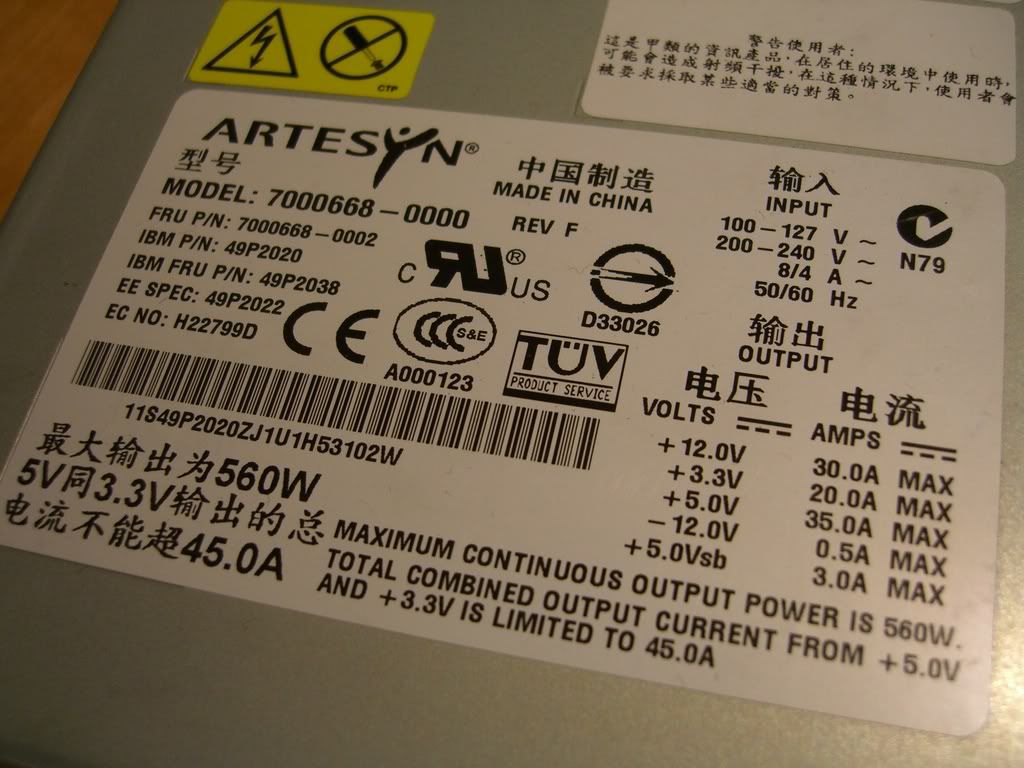 CTP
警告使用者:
這是甲類的資訊產品,在居住的環境中使用時,
可能會造成射頻干擾,在這種情況下,使用者會
被要求採取某些適當的對策。
ARTESYN®
型号
MODEL: 7000668-0000
FRU P/N: 7000668-0002
IBM P/N: 49P2020
IBM FRU P/N: 49P2038
EE SPEC: 49P2022
EC NO: H22799D
中国制造
MADE IN CHINA
REV F
C RU® US
D33026
CE
CCC S&E
A000123
TÜV
PRODUCT SERVICE
输入
INPUT
100-127 V ~
200-240 V ~
8/4 A ~
50/60 Hz
N79
输出
OUTPUT
电压 电流
VOLTS AMPS
+12.0V 30.0A MAX
+3.3V 20.0A MAX
+5.0V 35.0A MAX
-12.0V 0.5A MAX
+5.0Vsb 3.0A MAX
11S49P2020ZJ1U1H53102W
最大输出为560W
5V同3.3V输出的总
电流不能超45.0A
MAXIMUM CONTINUOUS OUTPUT POWER IS 560W.
TOTAL COMBINED OUTPUT CURRENT FROM +5.0V
AND +3.3V IS LIMITED TO 45.0A